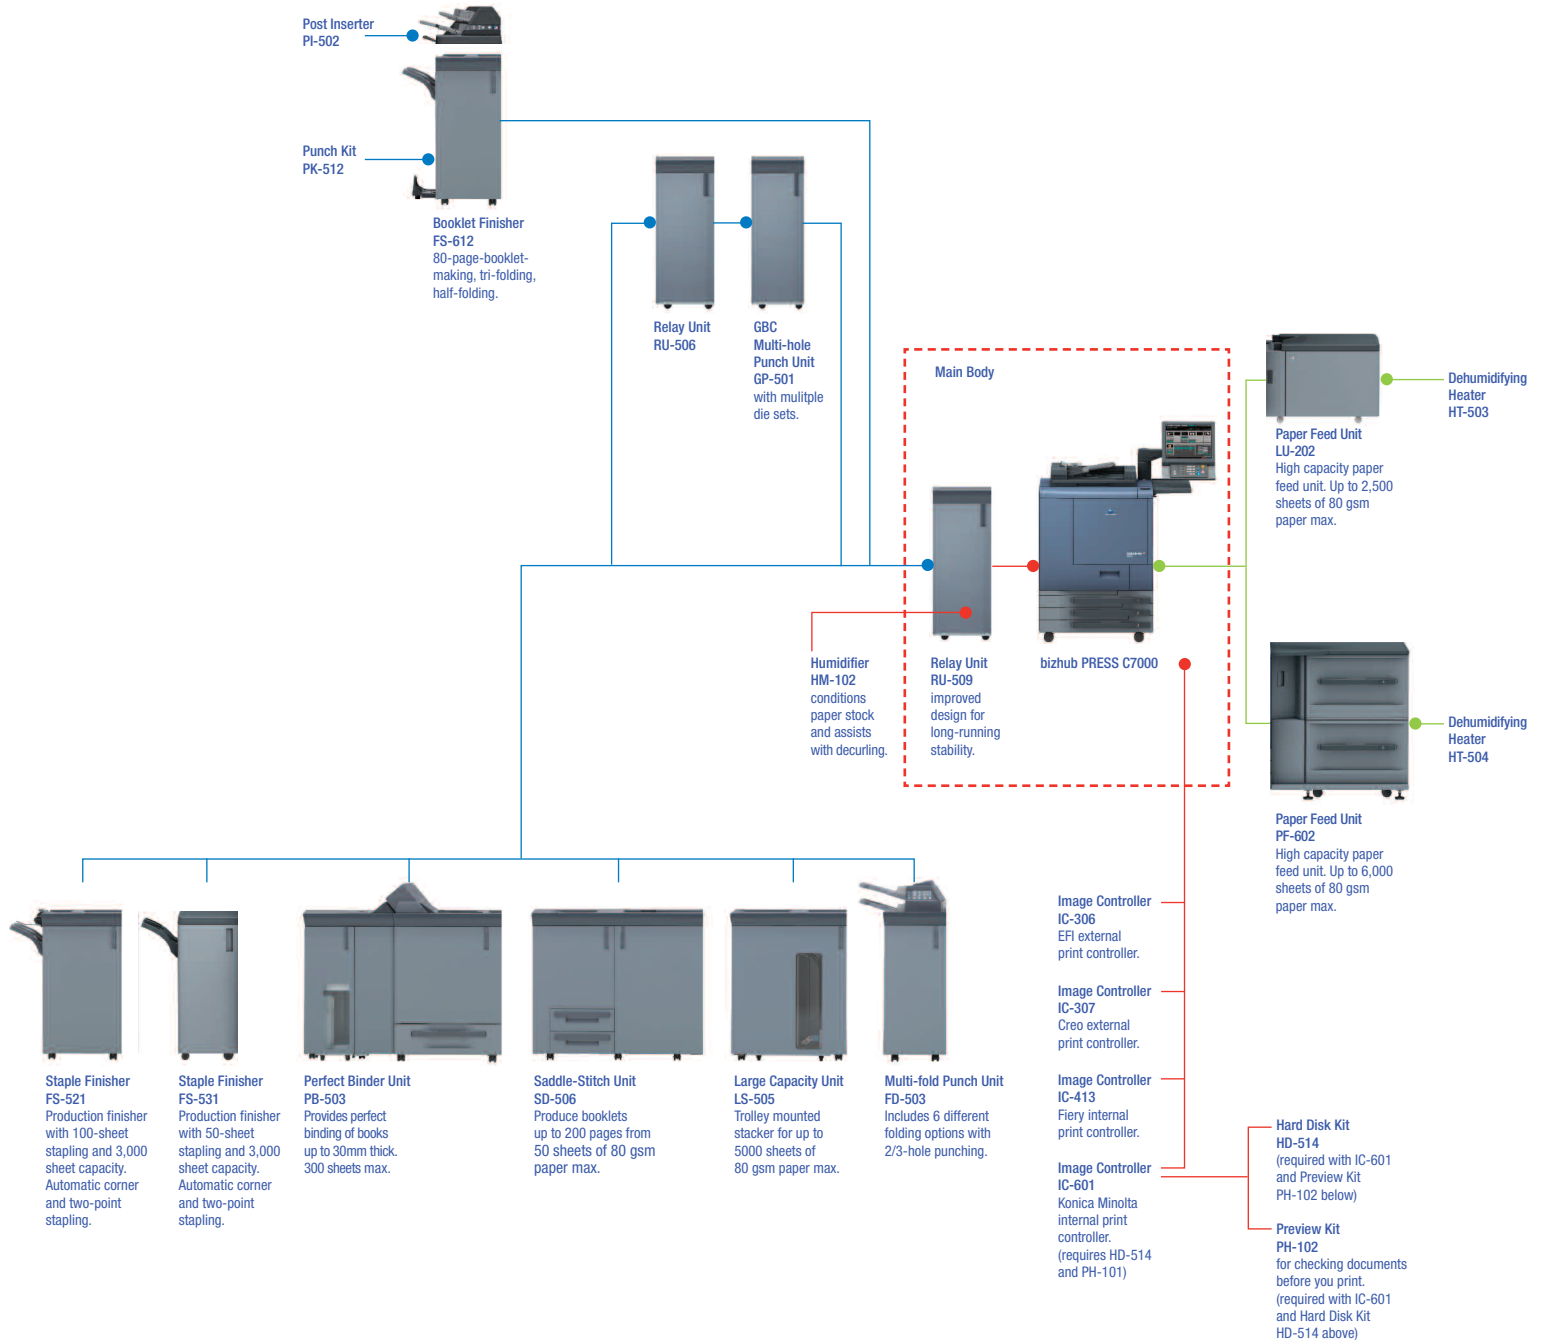 Post Inserter
PI-502
Punch Kit
PK-512
Booklet Finisher
FS-612
80-page-booklet-
making, tri-folding,
half-folding.
Relay Unit
RU-506
GBC
Multi-hole
Punch Unit
GP-501
with mulitple
die sets.
Main Body
Humidifier
HM-102
conditions
paper stock
and assists
with decurling.
Relay Unit
RU-509
improved
design for
long-running
stability.
bizhub PRESS C7000
Dehumidifying
Heater
HT-503
Paper Feed Unit
LU-202
High capacity paper
feed unit. Up to 2,500
sheets of 80 gsm
paper max.
Dehumidifying
Heater
HT-504
Paper Feed Unit
PF-602
High capacity paper
feed unit. Up to 6,000
sheets of 80 gsm
paper max.
Staple Finisher
FS-521
Production finisher
with 100-sheet
stapling and 3,000
sheet capacity.
Automatic corner
and two-point
stapling.
Staple Finisher
FS-531
Production finisher
with 50-sheet
stapling and 3,000
sheet capacity.
Automatic corner
and two-point
stapling.
Perfect Binder Unit
PB-503
Provides perfect
binding of books
up to 30mm thick.
300 sheets max.
Saddle-Stitch Unit
SD-506
Produce booklets
up to 200 pages from
50 sheets of 80 gsm
paper max.
Large Capacity Unit
LS-505
Trolley mounted
stacker for up to
5000 sheets of
80 gsm paper max.
Multi-fold Punch Unit
FD-503
Includes 6 different
folding options with
2/3-hole punching.
Image Controller
IC-306
EFI external
print controller.
Image Controller
IC-307
Creo external
print controller.
Image Controller
IC-413
Fiery internal
print controller.
Image Controller
IC-601
Konica Minolta
internal print
controller.
(requires HD-514
and PH-101)
Hard Disk Kit
HD-514
(required with IC-601
and Preview Kit
PH-102 below)
Preview Kit
PH-102
for checking documents
before you print.
(required with IC-601
and Hard Disk Kit
HD-514 above)